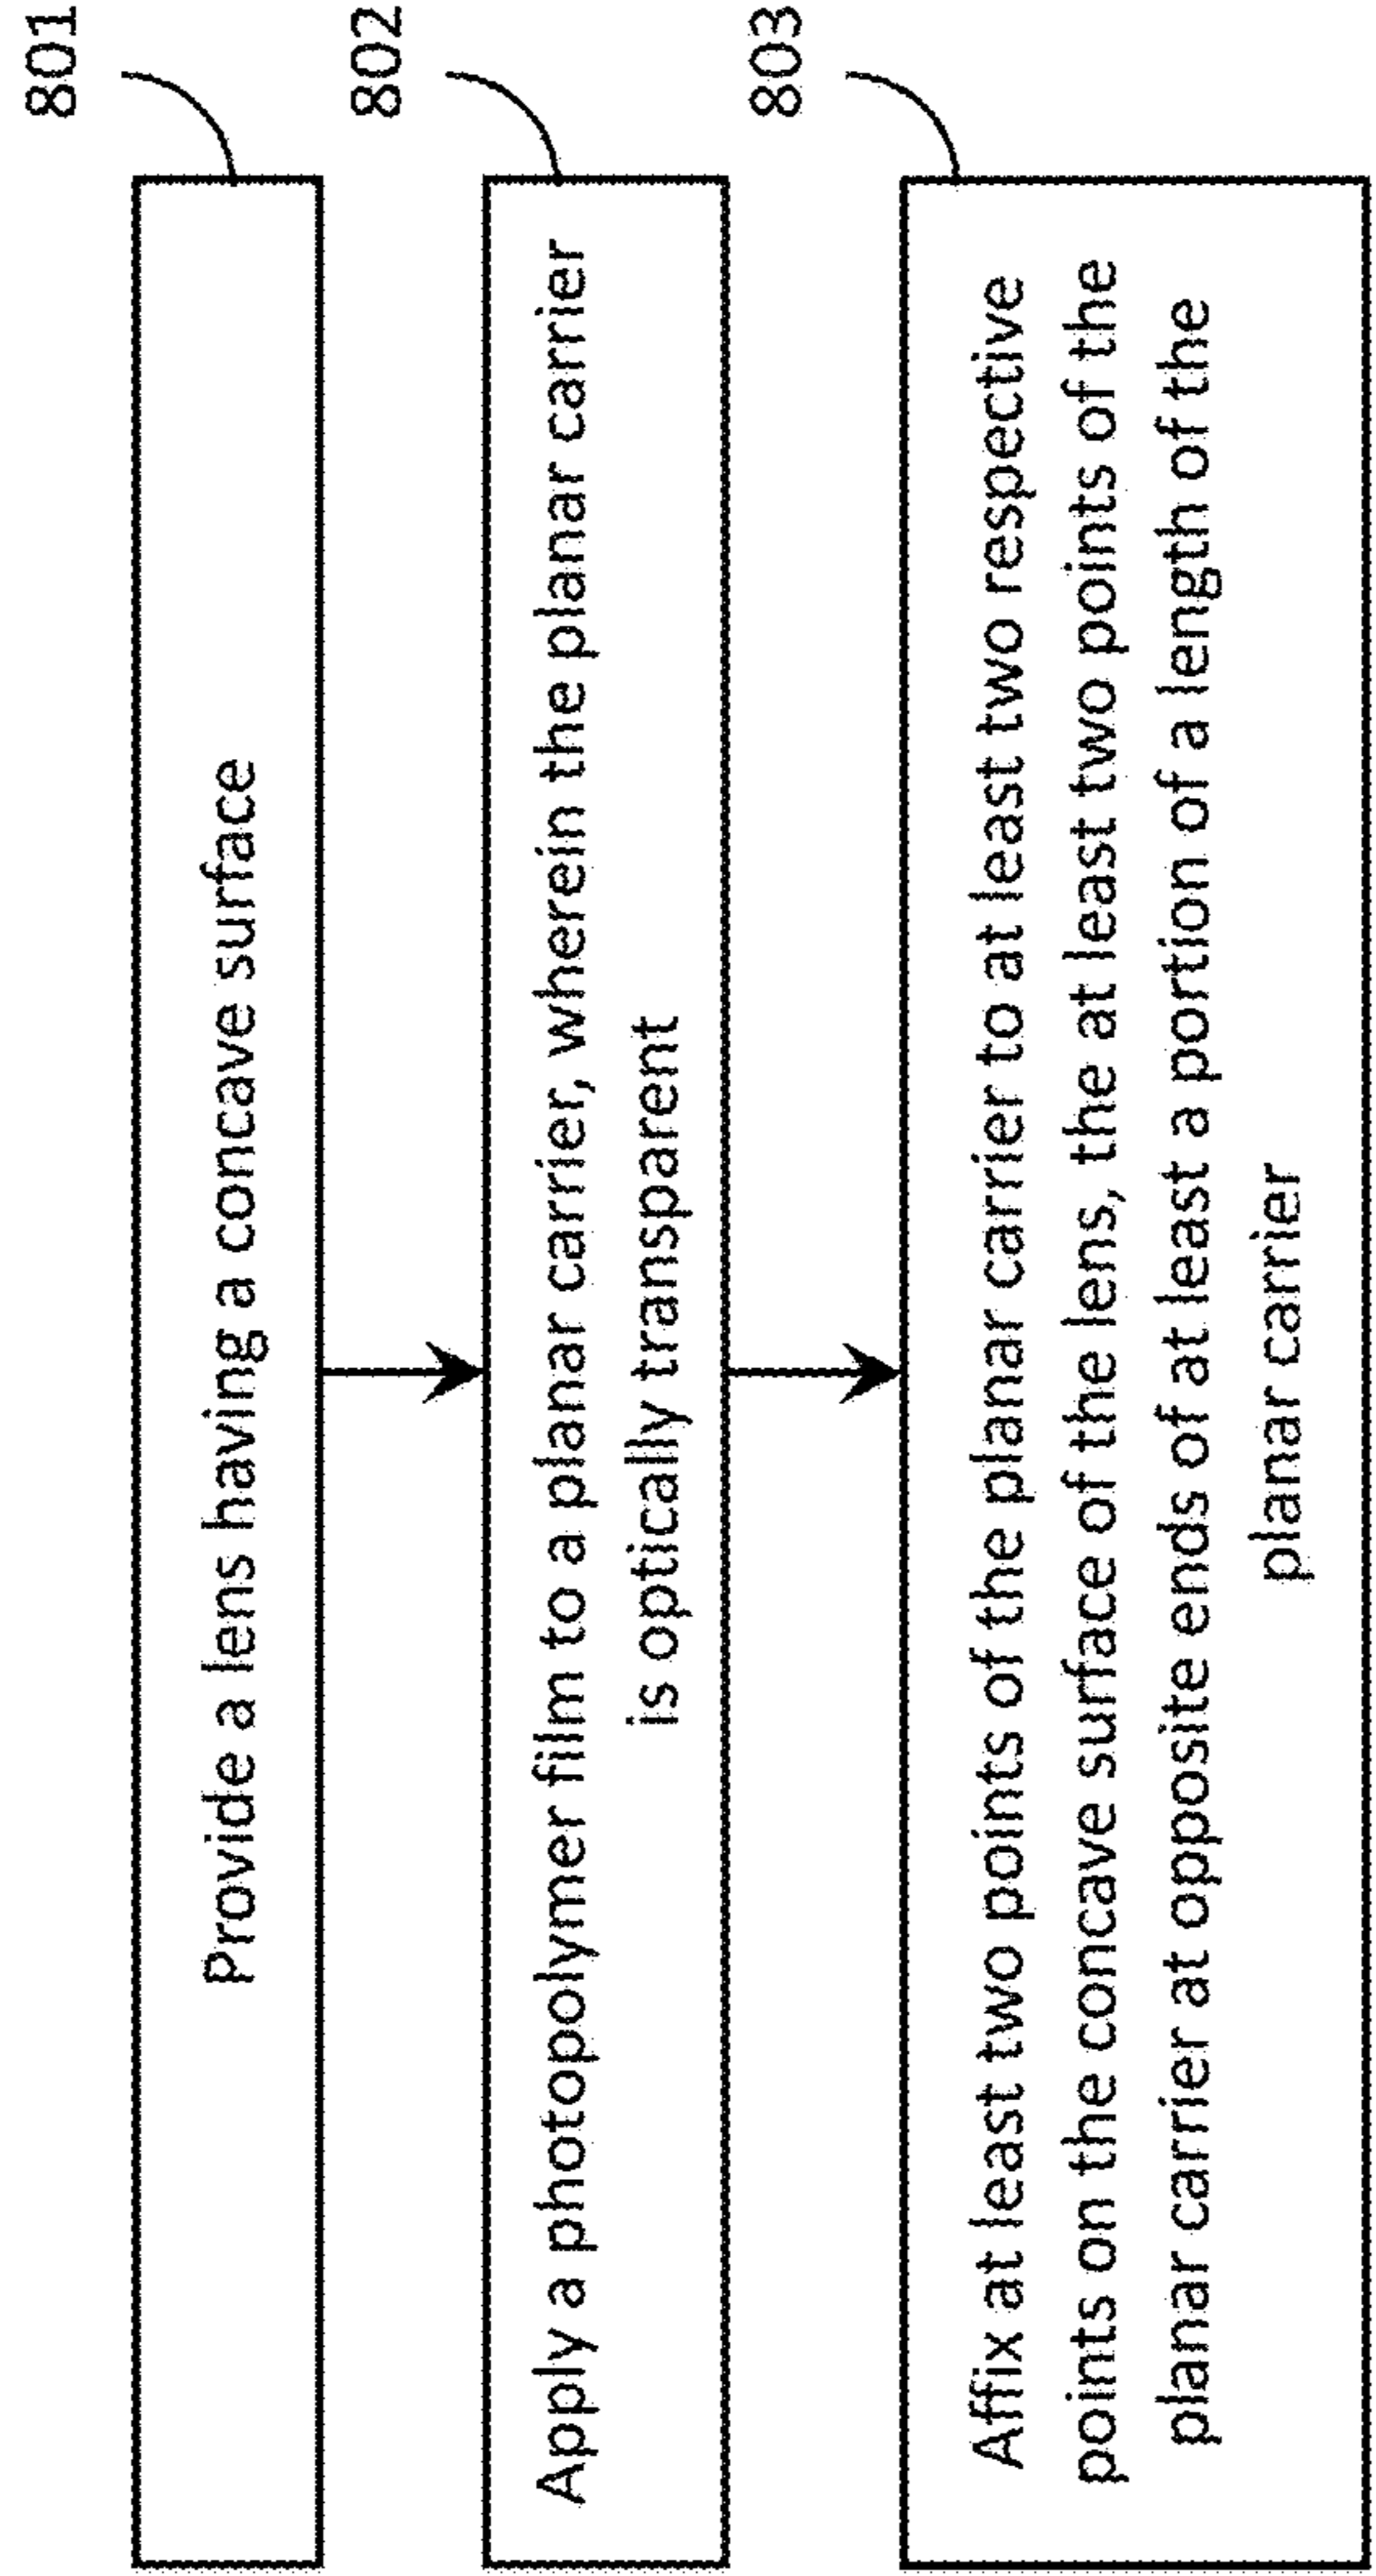 801
Provide a lens having a concave surface
802
Apply a photopolymer film to a planar carrier, wherein the planar carrier
is optically transparent
803
Affix at least two points of the planar carrier to at least two respective
points on the concave surface of the lens, the at least two points of the
planar carrier at opposite ends of at least a portion of a length of the
planar carrier